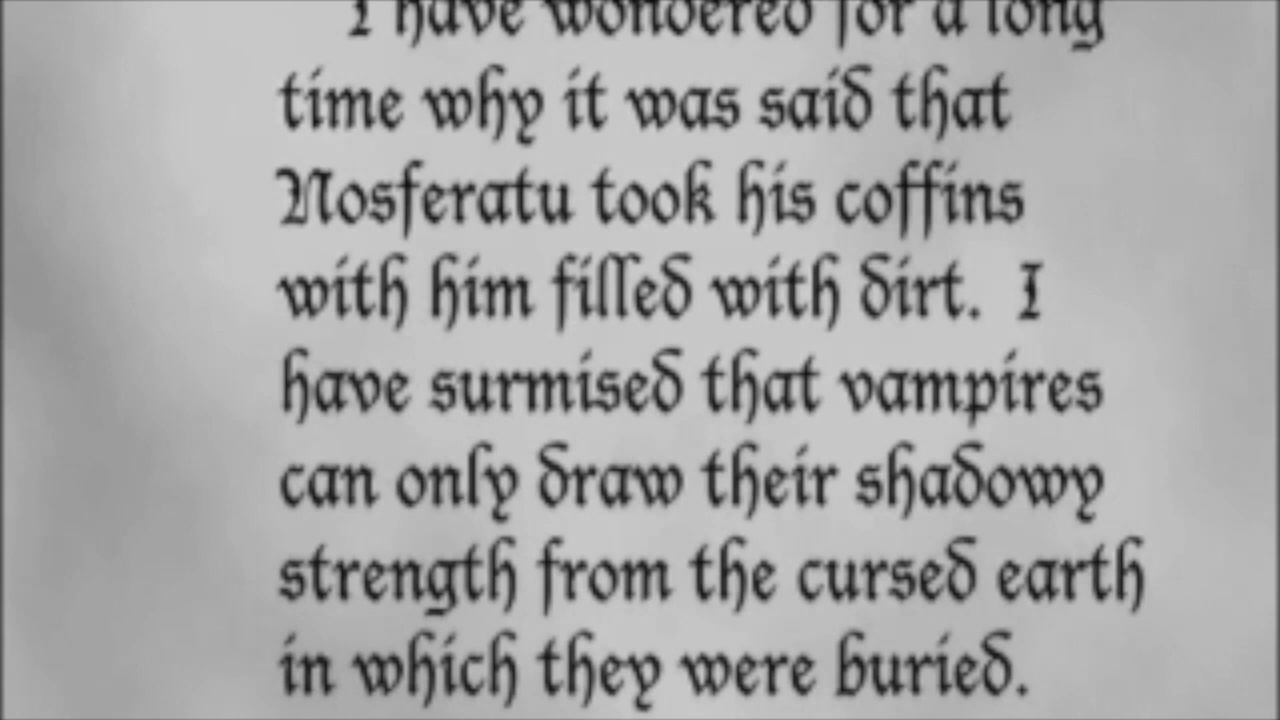 I have wondered for a long
time why it was said that
Nosferatu took his coffins
with him filled with dirt. I
have surmised that vampires
can only draw their shadowy
strength from the cursed earth
in which they were buried.